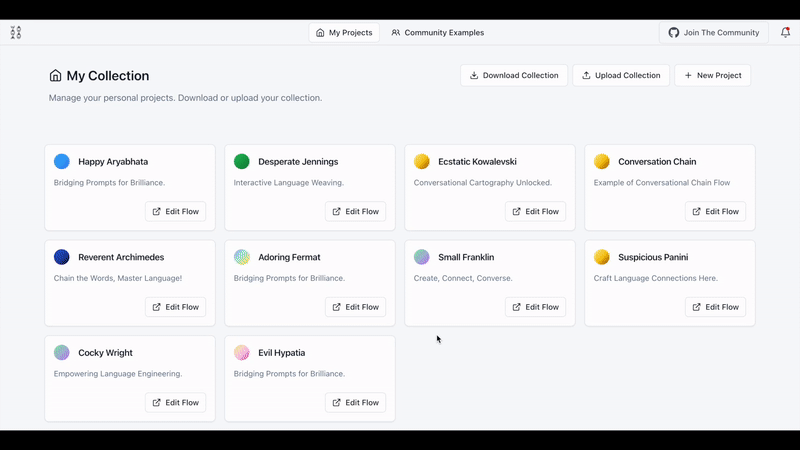 My Projects
Community Examples
Join The Community
My Collection
Download Collection
Upload Collection
New Project
Manage your personal projects. Download or upload your collection.
Happy Aryabhata
Desperate Jennings
Ecstatic Kowalevski
Conversation Chain
Bridging Prompts for Brilliance.
Interactive Language Weaving.
Conversational Cartography Unlocked.
Example of Conversational Chain Flow
Edit Flow
Edit Flow
Edit Flow
Edit Flow
Reverent Archimedes
Adoring Fermat
Small Franklin
Suspicious Panini
Chain the Words, Master Language!
Bridging Prompts for Brilliance.
Create, Connect, Converse.
Craft Language Connections Here.
Edit Flow
Edit Flow
Edit Flow
Edit Flow
Cocky Wright
Evil Hypatia
Empowering Language Engineering.
Bridging Prompts for Brilliance.
Edit Flow
Edit Flow